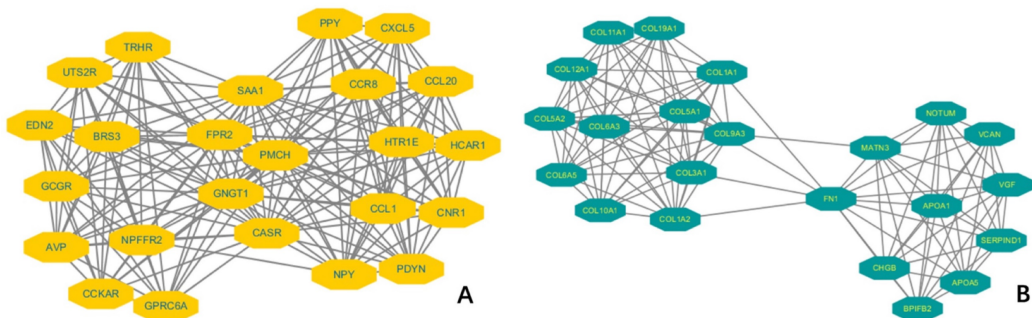 PPY
CXCL5
TRHR
UTS2R
SAA1
CCR8
CCL20
EDN2
BRS3
FPR2
HTR1E
HCAR1
PMCH
GCGR
GNGT1
CCL1
CNR1
AVP
NPFFR2
CASR
NPY
PDYN
CCKAR
GPRC6A
A
COL11A1
COL19A1
COL12A1
COL1A1
COL5A2
COL6A3
COL5A1
COL9A3
COL6A5
COL3A1
COL10A1
COL1A2
NOTUM
VCAN
MATN3
VGF
FN1
APOA1
SERPIND1
CHGB
APOA5
BPIFB2
B